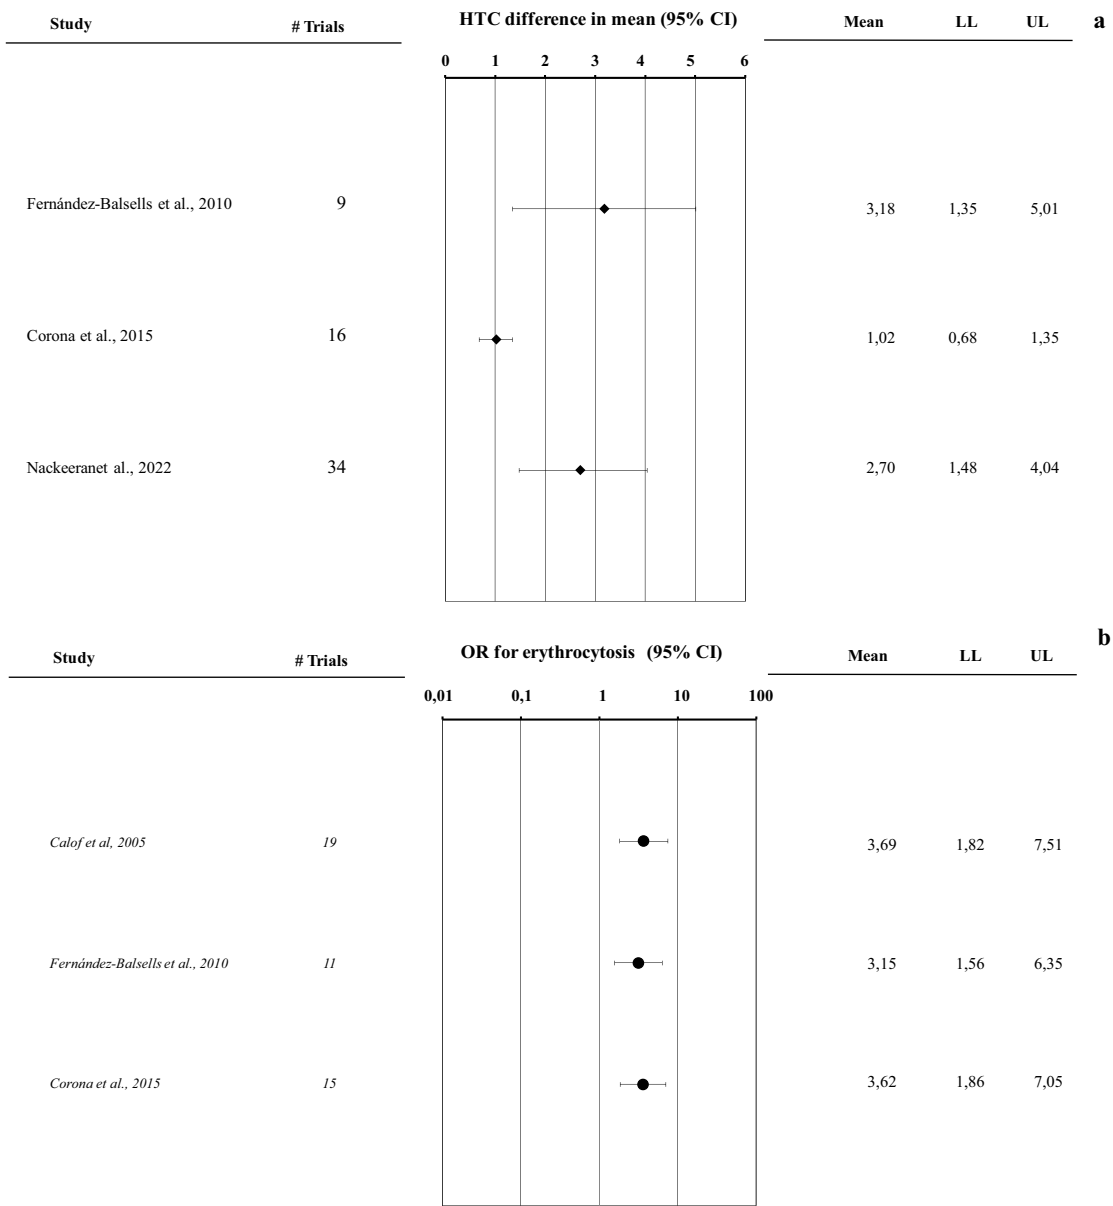 Study # Trials HTC difference in mean (95% CI) Mean LL UL a
0 1 2 3 4 5 6
Fernández-Balsells et al., 2010 9 3,18 1,35 5,01
Corona et al., 2015 16 1,02 0,68 1,35
Nackeeranet al., 2022 34 2,70 1,48 4,04
b
Study # Trials OR for erythrocytosis (95% CI) Mean LL UL
0,01 0,1 1 10 100
Calof et al, 2005 19 3,69 1,82 7,51
Fernández-Balsells et al., 2010 11 3,15 1,56 6,35
Corona et al., 2015 15 3,62 1,86 7,05